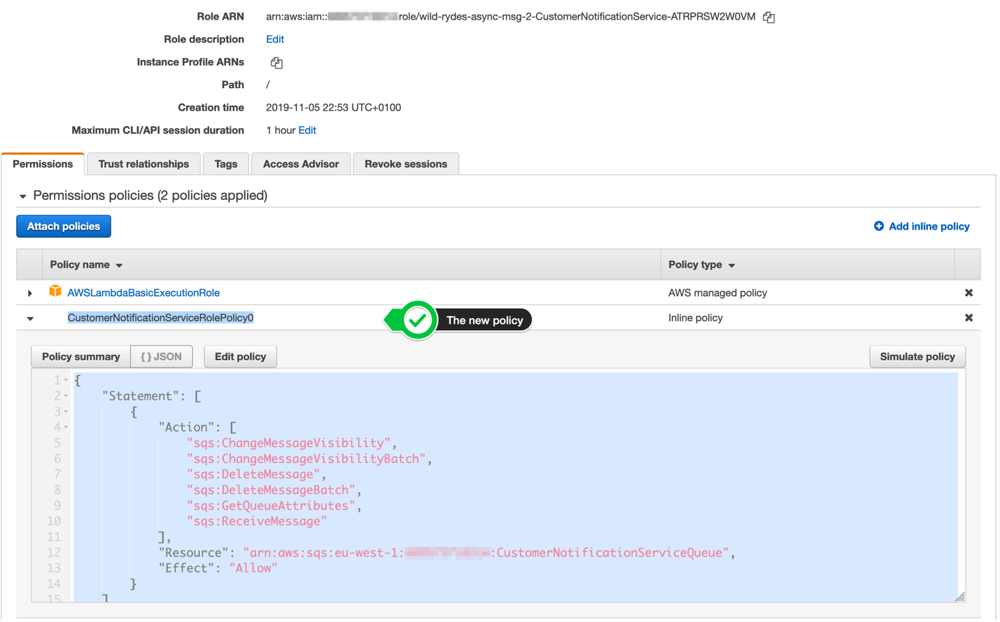 Role ARN arn:aws:iam:: role/wild-rydes-async-msg-2-CustomerNotificationService-ATRPRSW2W0VM
Role description Edit
Instance Profile ARNs
Path /
Creation time 2019-11-05 22:53 UTC+0100
Maximum CLI/API session duration 1 hour Edit
Permissions Trust relationships Tags Access Advisor Revoke sessions
Permissions policies (2 policies applied)
Attach policies Add inline policy
Policy name Policy type
AWSLambdaBasicExecutionRole AWS managed policy
CustomerNotificationServiceRolePolicy0 The new policy Inline policy
Policy summary { } JSON Edit policy Simulate policy
1 {
2 "Statement": [
3 {
4 "Action": [
5 "sqs:ChangeMessageVisibility",
6 "sqs:ChangeMessageVisibilityBatch",
7 "sqs:DeleteMessage",
8 "sqs:DeleteMessageBatch",
9 "sqs:GetQueueAttributes",
10 "sqs:ReceiveMessage"
11 ],
12 "Resource": "arn:aws:sqs:eu-west-1: :CustomerNotificationServiceQueue",
13 "Effect": "Allow"
14 }
15 ]